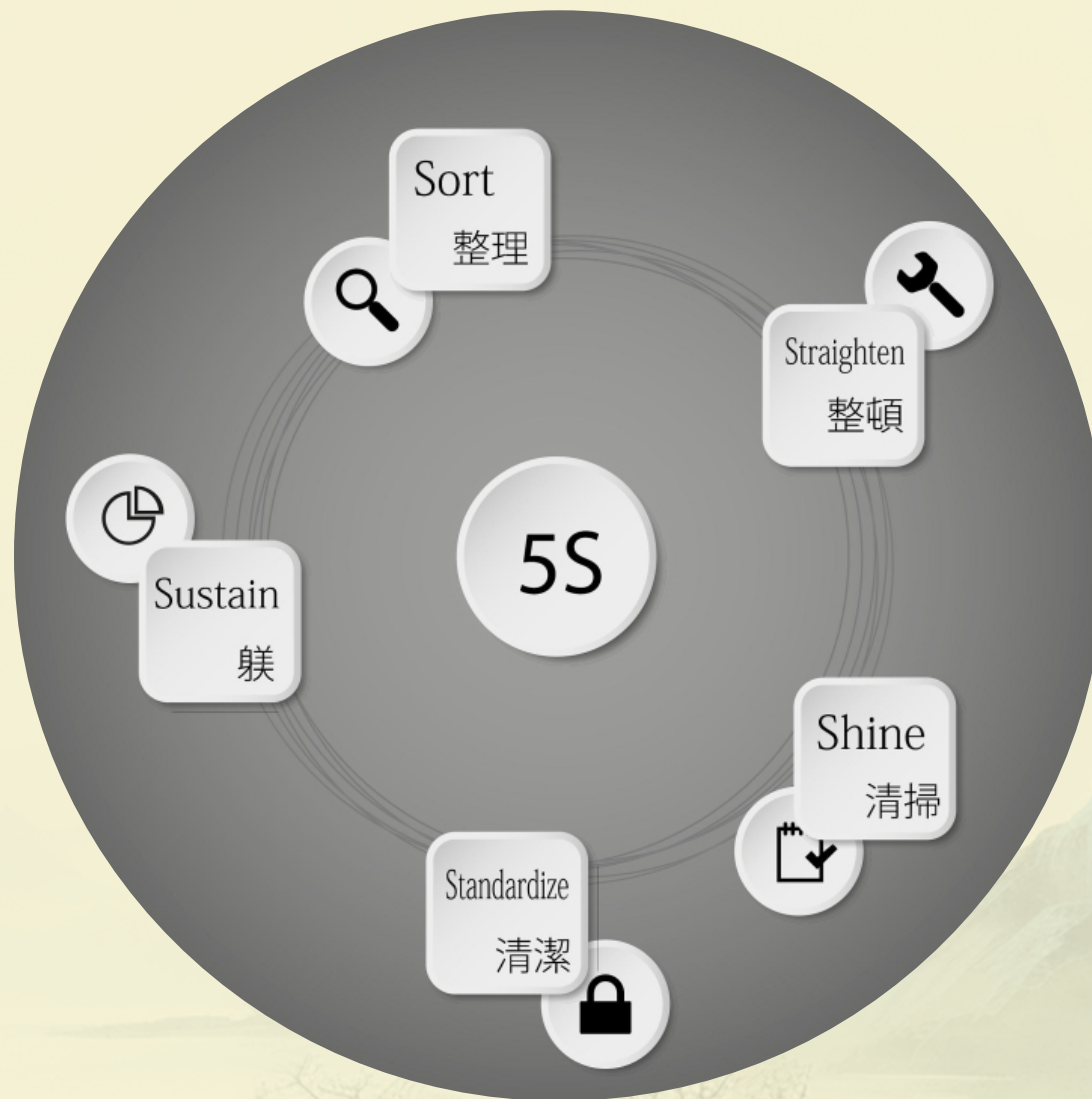 Sort
整理
Straighten
整頓
5S
Sustain
躾
Shine
清掃
Standardize
清潔